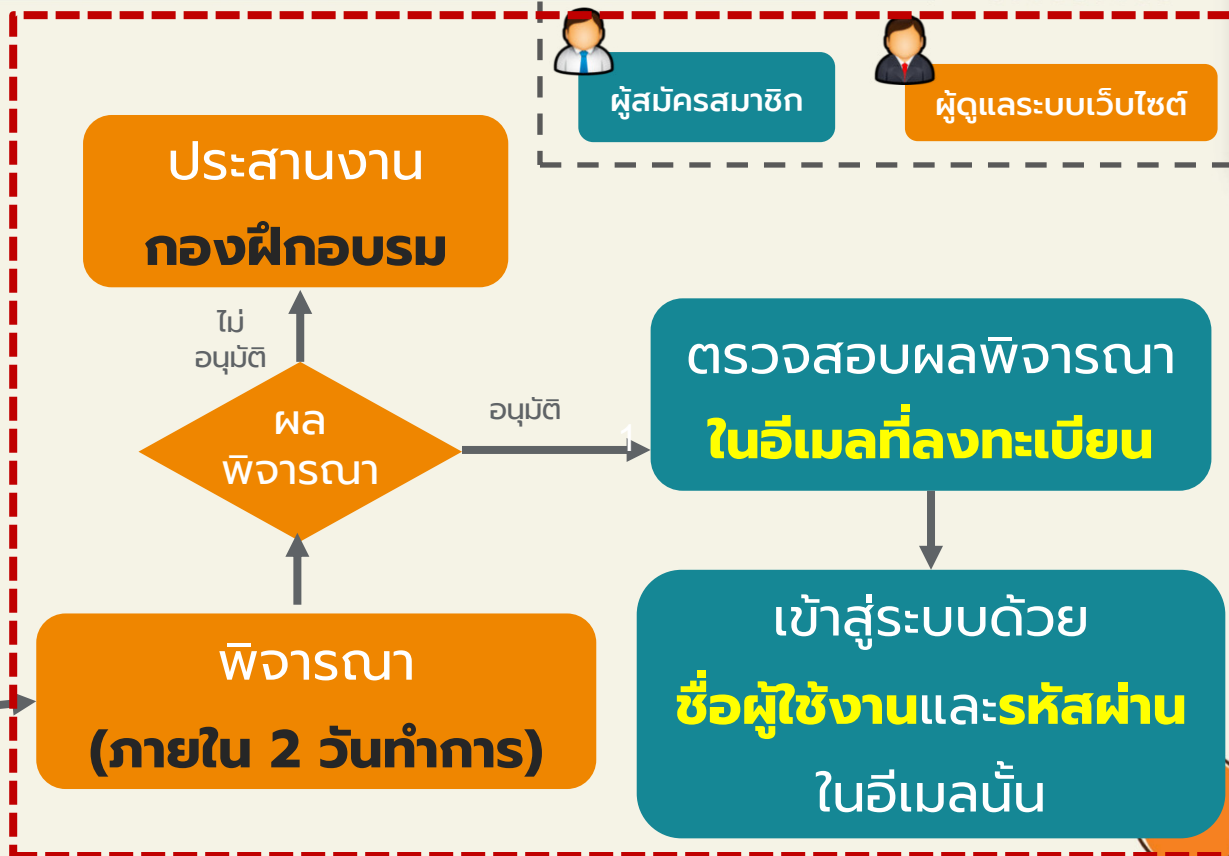 ผู้สมัครสมาชิก
ผู้ดูแลระบบเว็บไซต์
ประสานงาน
กองฝึกอบรม
ไม่
อนุมัติ
ผล
พิจารณา
อนุมัติ
1
ตรวจสอบผลพิจารณา
ในอีเมลที่ลงทะเบียน
พิจารณา
(ภายใน 2 วันทำการ)
เข้าสู่ระบบด้วย
ชื่อผู้ใช้งานและรหัสผ่าน
ในอีเมลนั้น